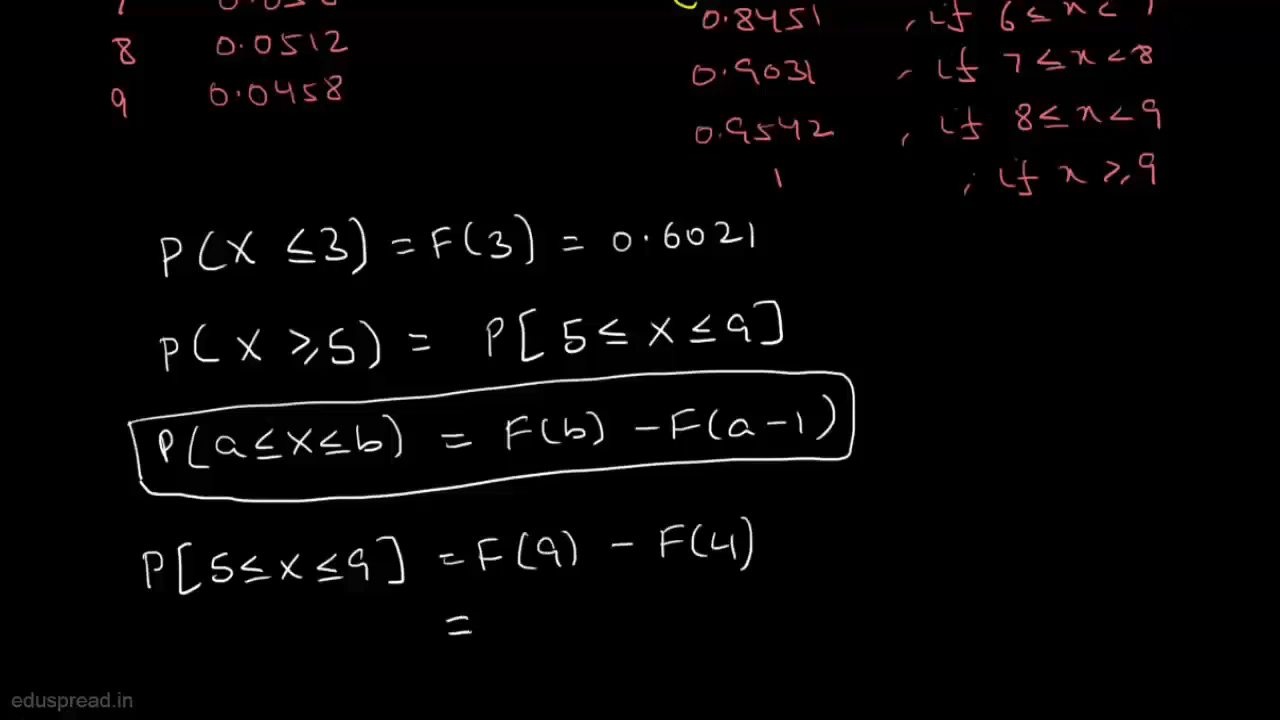 0.8451 , if 6 ≤ x < 7
8 0.0512
0.9031 , if 7 ≤ x < 8
9 0.0458
0.9542 , if 8 ≤ x < 9
1 , if x ≥ 9
P(X ≤ 3) = F(3) = 0.6021
P(X ≥ 5) = P[5 ≤ X ≤ 9]
P(a ≤ X ≤ b) = F(b) - F(a-1)
P[5 ≤ X ≤ 9] = F(9) - F(4)
=
eduspread.in